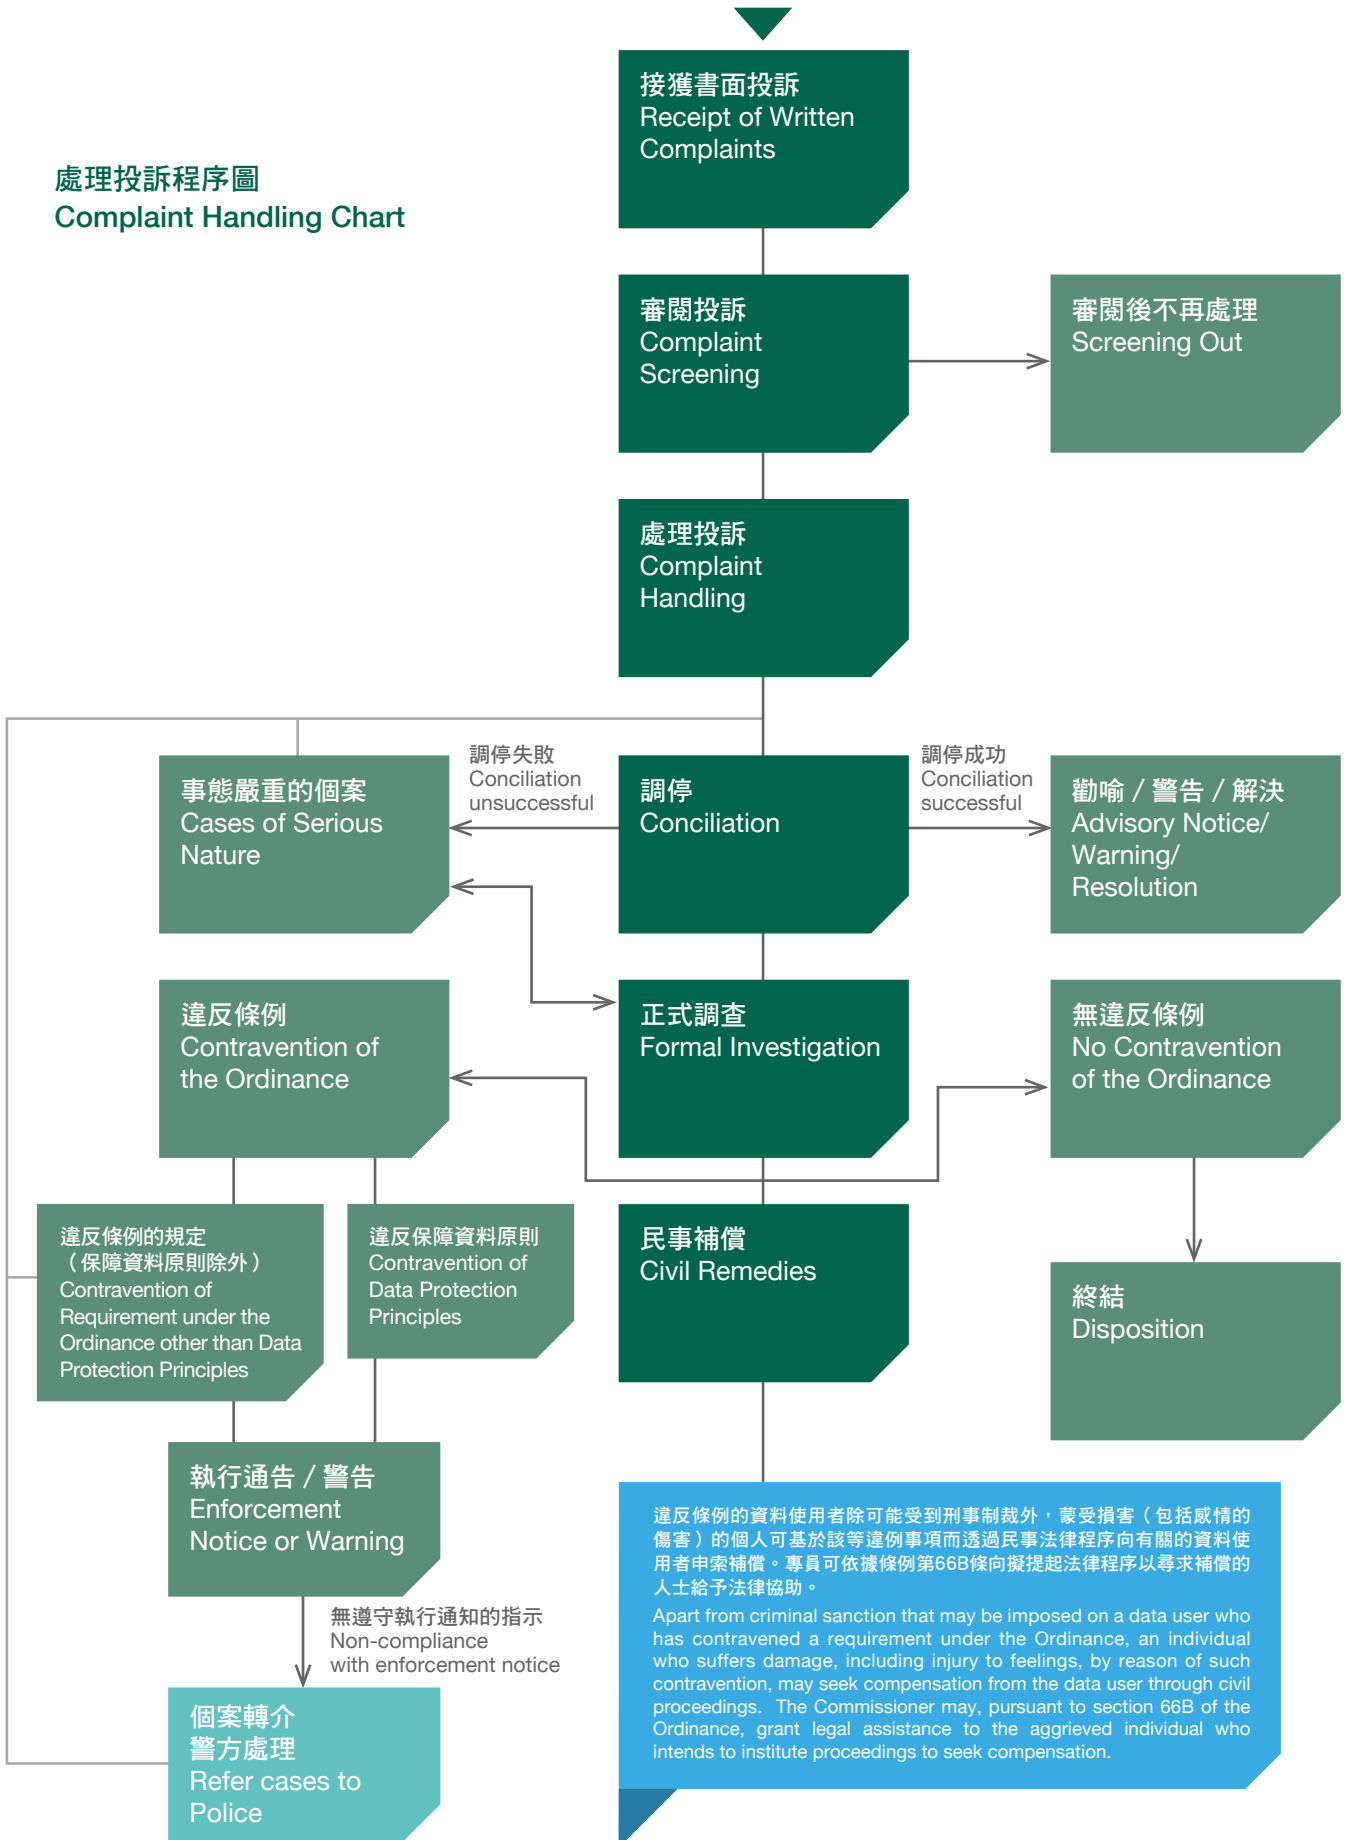 處理投訴程序圖
Complaint Handling Chart
接獲書面投訴
Receipt of Written
Complaints
審閱投訴
Complaint
Screening
審閱後不再處理
Screening Out
處理投訴
Complaint
Handling
事態嚴重的個案
Cases of Serious
Nature
調停失敗
Conciliation
unsuccessful
調停
Conciliation
調停成功
Conciliation
successful
勸喻 / 警告 / 解決
Advisory Notice/
Warning/
Resolution
違反條例
Contravention of
the Ordinance
正式調查
Formal Investigation
無違反條例
No Contravention
of the Ordinance
違反條例的規定
（保障資料原則除外）
Contravention of
Requirement under the
Ordinance other than Data
Protection Principles
違反保障資料原則
Contravention of
Data Protection
Principles
民事補償
Civil Remedies
終結
Disposition
執行通告 / 警告
Enforcement
Notice or Warning
無遵守執行通知的指示
Non-compliance
with enforcement notice
個案轉介
警方處理
Refer cases to
Police
違反條例的資料使用者除可能受到刑事制裁外，蒙受損害（包括感情的
傷害）的個人可基於該等違例事項而透過民事法律程序向有關的資料使
用者申索補償。專員可依據條例第66B條向擬提起法律程序以尋求補償的
人士給予法律協助。
Apart from criminal sanction that may be imposed on a data user who
has contravened a requirement under the Ordinance, an individual
who suffers damage, including injury to feelings, by reason of such
contravention, may seek compensation from the data user through civil
proceedings. The Commissioner may, pursuant to section 66B of the
Ordinance, grant legal assistance to the aggrieved individual who
intends to institute proceedings to seek compensation.